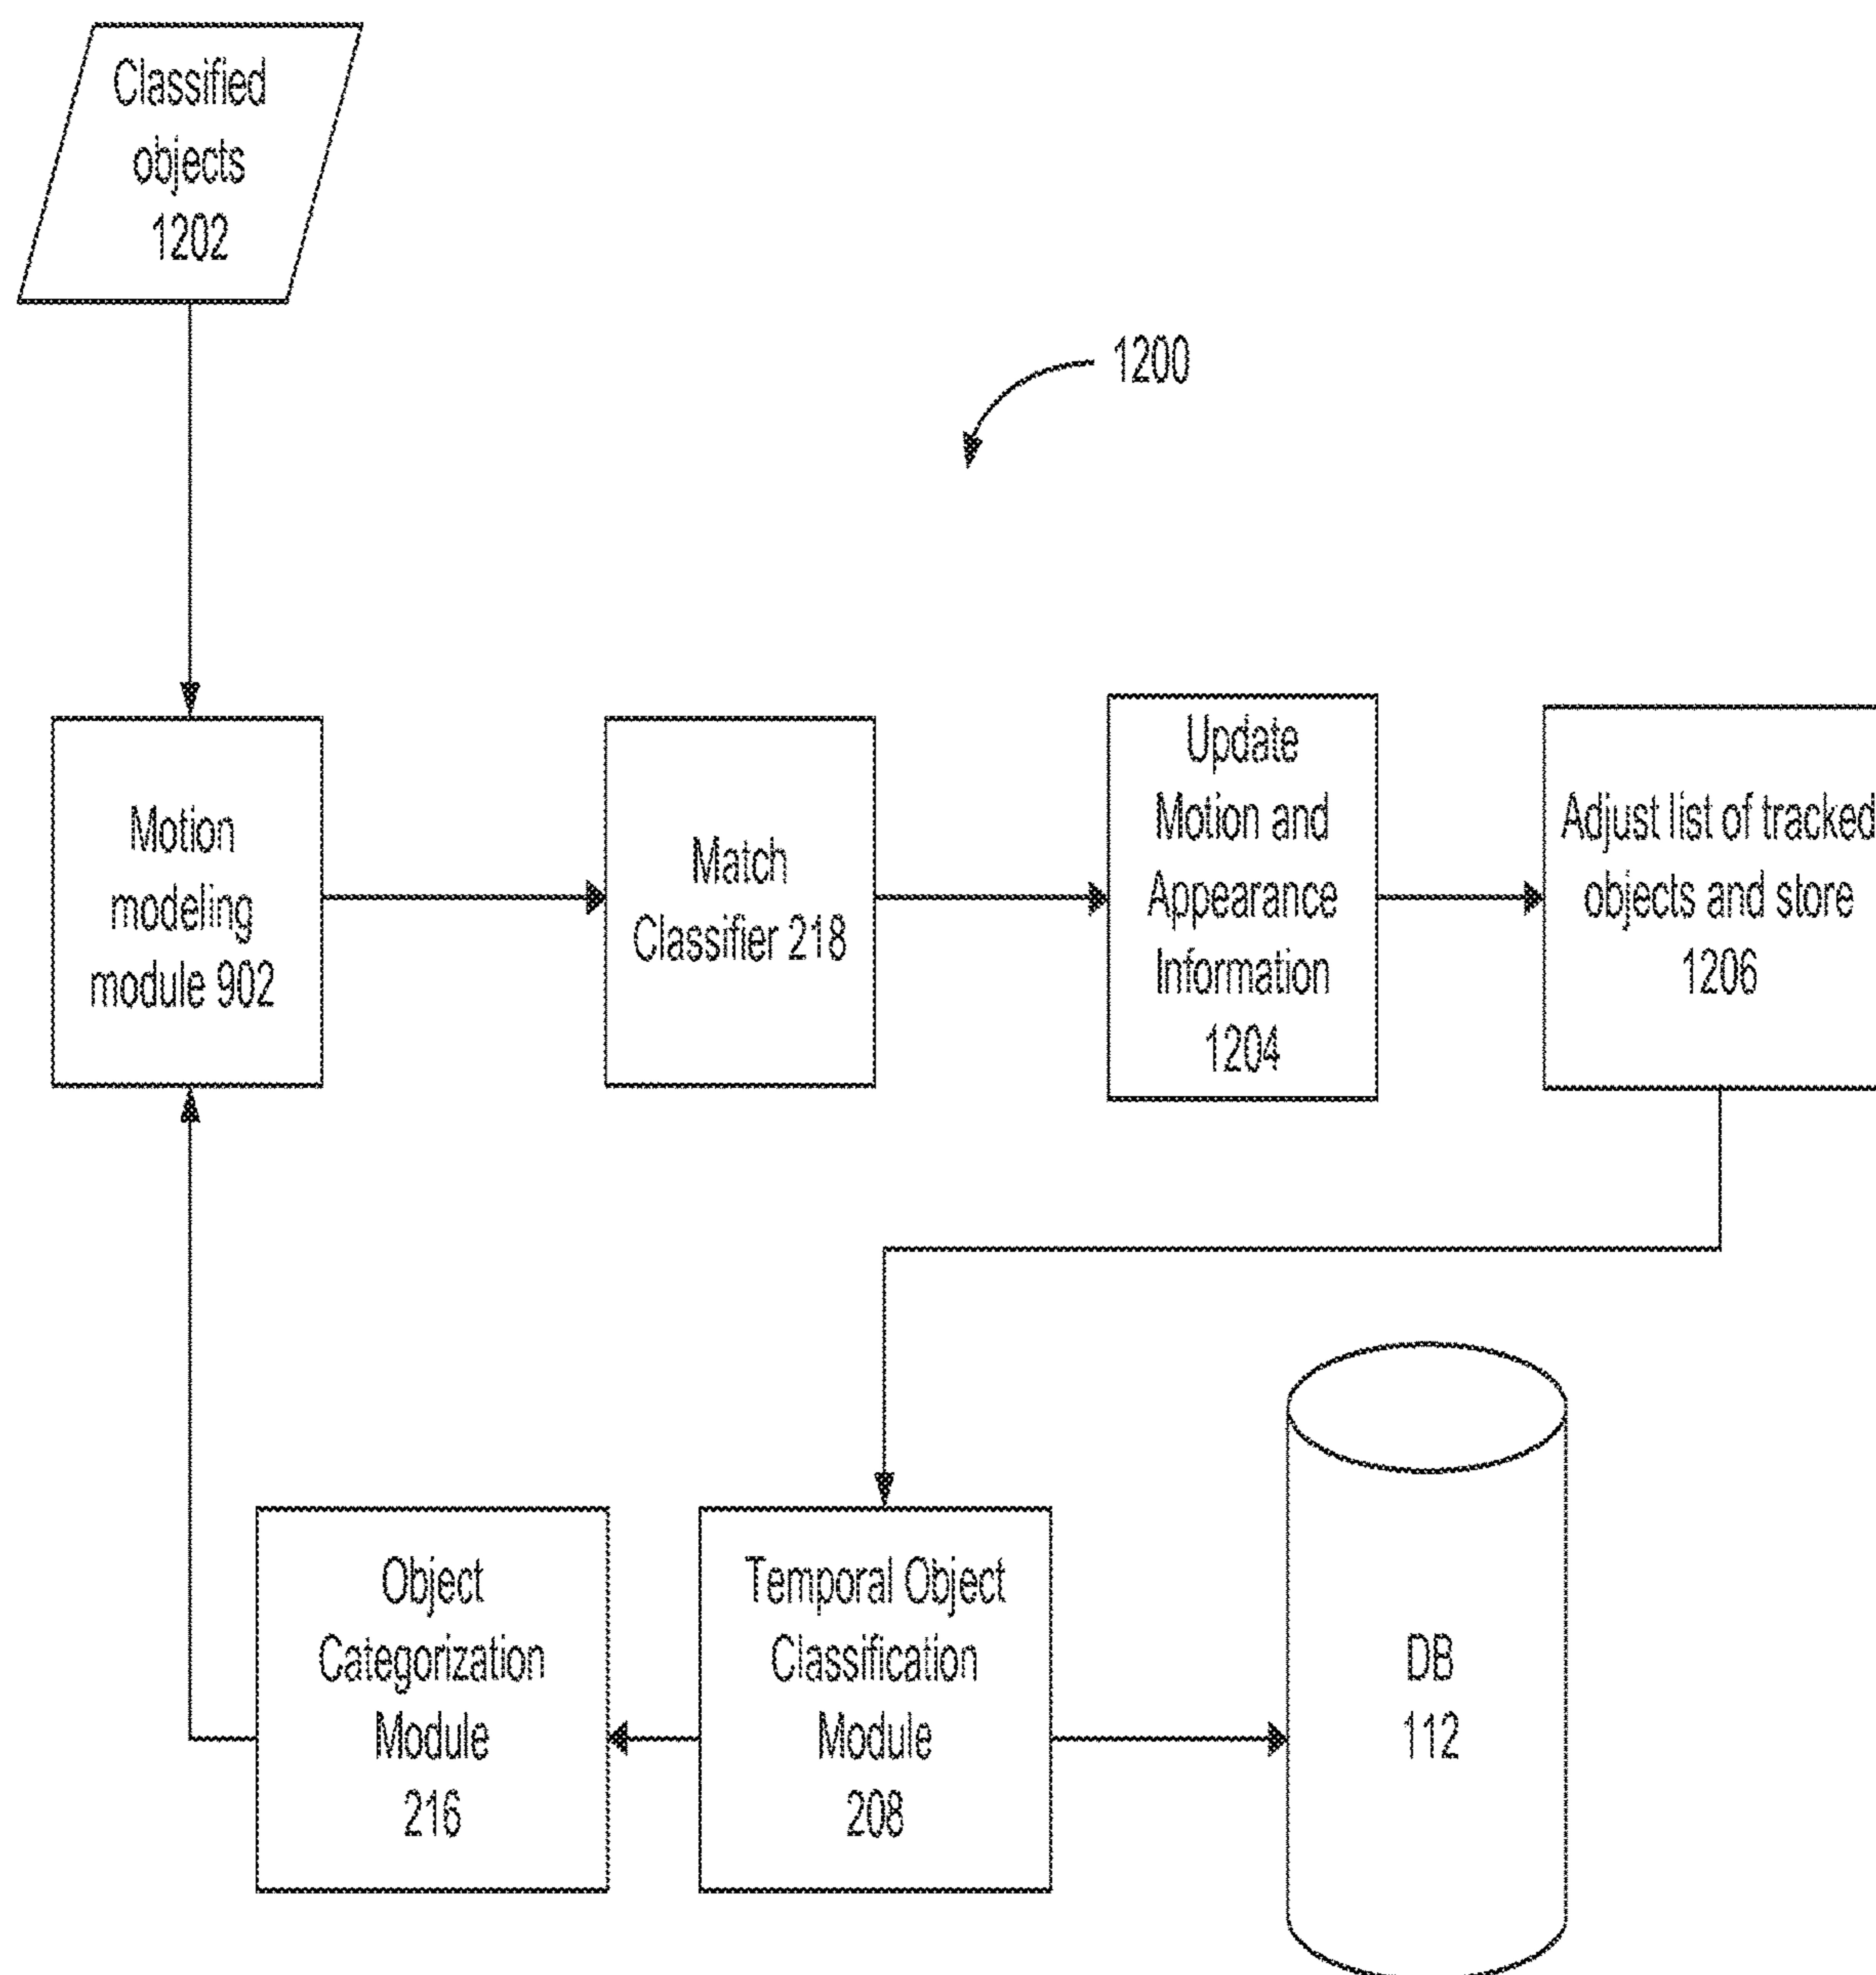 Classified
objects
1202
1200
Motion
modeling
module 902
Match
Classifier 218
Update
Motion and
Appearance
Information
1204
Adjust list of tracked
objects and store
1206
Object
Categorization
Module
216
Temporal Object
Classification
Module
208
DB
112